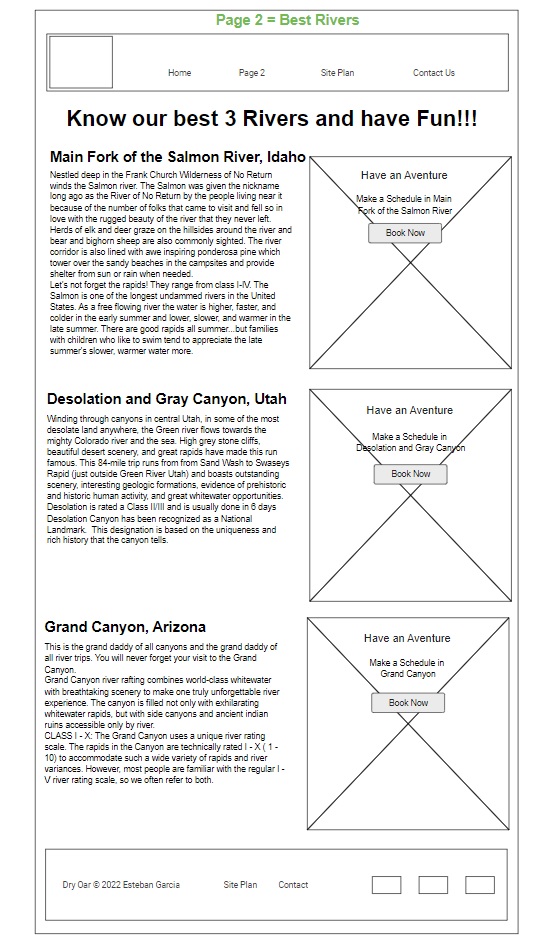 Page 2 = Best Rivers
Home Page 2 Site Plan Contact Us
Know our best 3 Rivers and have Fun!!!
Main Fork of the Salmon River, Idaho
Nestled deep in the Frank Church Wilderness of No Return
winds the Salmon river. The Salmon was given the nickname
long ago as the River of No Return by the people living near it
because of the number of folks that came to visit and fell so in
love with the rugged beauty of the river that they never left.
Herds of elk and deer graze on the hillsides around the river and
bear and bighorn sheep are also commonly sighted. The river
corridor is also lined with awe inspiring ponderosa pine which
tower over the sandy beaches in the campsites and provide
shelter from sun or rain when needed.
Let's not forget the rapids! They range from class I-IV. The
Salmon is one of the longest undammed rivers in the United
States. As a free flowing river the water is higher, faster, and
colder in the early summer and lower, slower, and warmer in the
late summer. There are good rapids all summer...but families
with children who like to swim tend to appreciate the late
summer's slower, warmer water more.
Have an Aventure
Make a Schedule in Main
Fork of the Salmon River
Book Now
Desolation and Gray Canyon, Utah
Winding through canyons in central Utah, in some of the most
desolate land anywhere, the Green river flows towards the
mighty Colorado river and the sea. High grey stone cliffs,
beautiful desert scenery, and great rapids have made this run
famous. This 84-mile trip runs from from Sand Wash to Swaseys
Rapid (just outside Green River Utah) and boasts outstanding
scenery, interesting geologic formations, evidence of prehistoric
and historic human activity, and great whitewater opportunities.
Desolation is rated a Class II/III and is usually done in 6 days
Desolation Canyon has been recognized as a National
Landmark. This designation is based on the uniqueness and
rich history that the canyon tells.
Have an Aventure
Make a Schedule in
Desolation and Gray Canyon
Book Now
Grand Canyon, Arizona
This is the grand daddy of all canyons and the grand daddy of
all river trips. You will never forget your visit to the Grand
Canyon.
Grand Canyon river rafting combines world-class whitewater
with breathtaking scenery to make one truly unforgettable river
experience. The canyon is filled not only with exhilarating
whitewater rapids, but with side canyons and ancient indian
ruins accessible only by river.
CLASS I - X: The Grand Canyon uses a unique river rating
scale. The rapids in the Canyon are technically rated I - X ( 1 -
10) to accommodate such a wide variety of rapids and river
variances. However, most people are familiar with the regular I -
V river rating scale, so we often refer to both.
Have an Aventure
Make a Schedule in
Grand Canyon
Book Now
Dry Oar © 2022 Esteban Garcia Site Plan Contact